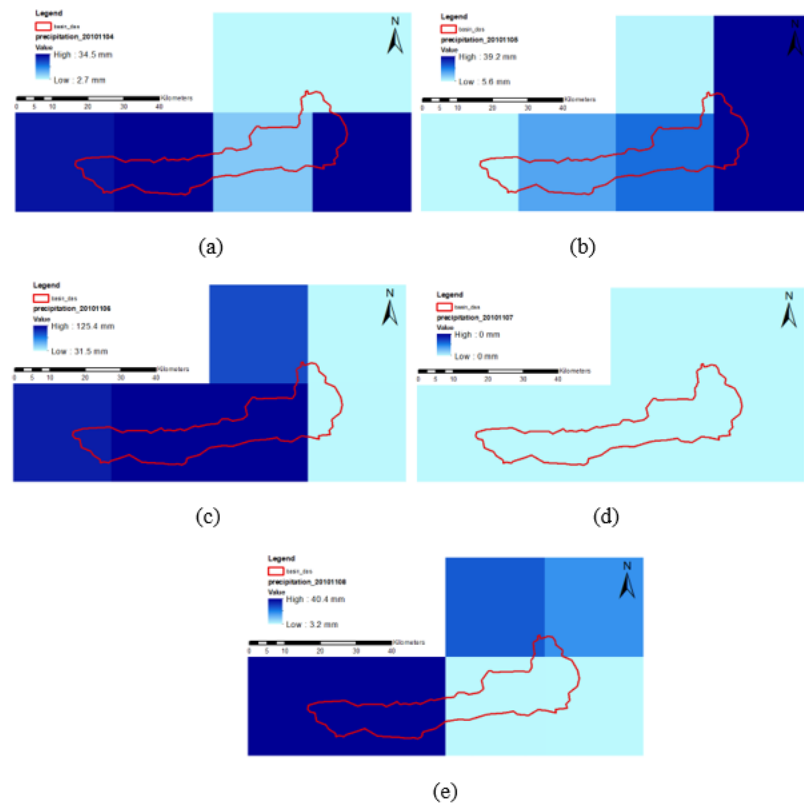 Legend
basin_das
precipitation_20101104
Value
High : 34.5 mm
Low : 2.7 mm
N
Kilometers
0 5 10 20 30 40
(a)
Legend
basin_das
precipitation_20101105
Value
High : 39.2 mm
Low : 5.6 mm
N
Kilometers
0 5 10 20 30 40
(b)
Legend
basin_das
precipitation_20101106
Value
High : 125.4 mm
Low : 31.5 mm
N
Kilometers
0 5 10 20 30 40
(c)
Legend
basin_das
precipitation_20101107
Value
High : 0 mm
Low : 0 mm
N
Kilometers
0 5 10 20 30 40
(d)
Legend
basin_das
precipitation_20101108
Value
High : 40.4 mm
Low : 3.2 mm
N
Kilometers
0 5 10 20 30 40
(e)